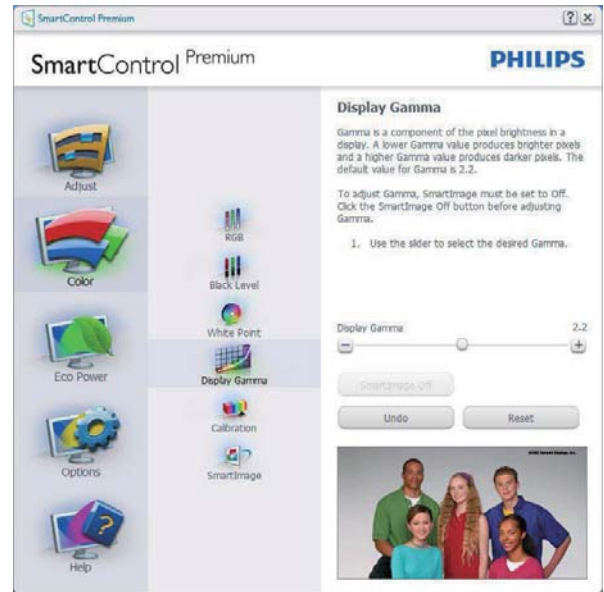 SmartControl Premium
SmartControl Premium
PHILIPS
Adjust
Color
Eco Power
Options
Help
RGB
Black Level
White Point
Display Gamma
Calibration
SmartImage
Display Gamma
Gamma is a component of the pixel brightness in a
display. A lower Gamma value produces brighter pixels
and a higher Gamma value produces darker pixels. The
default value for Gamma is 2.2.
To adjust Gamma, SmartImage must be set to Off.
Click the SmartImage Off button before adjusting
Gamma.
1. Use the slider to select the desired Gamma.
Display Gamma 2.2
SmartImage Off
Undo Reset